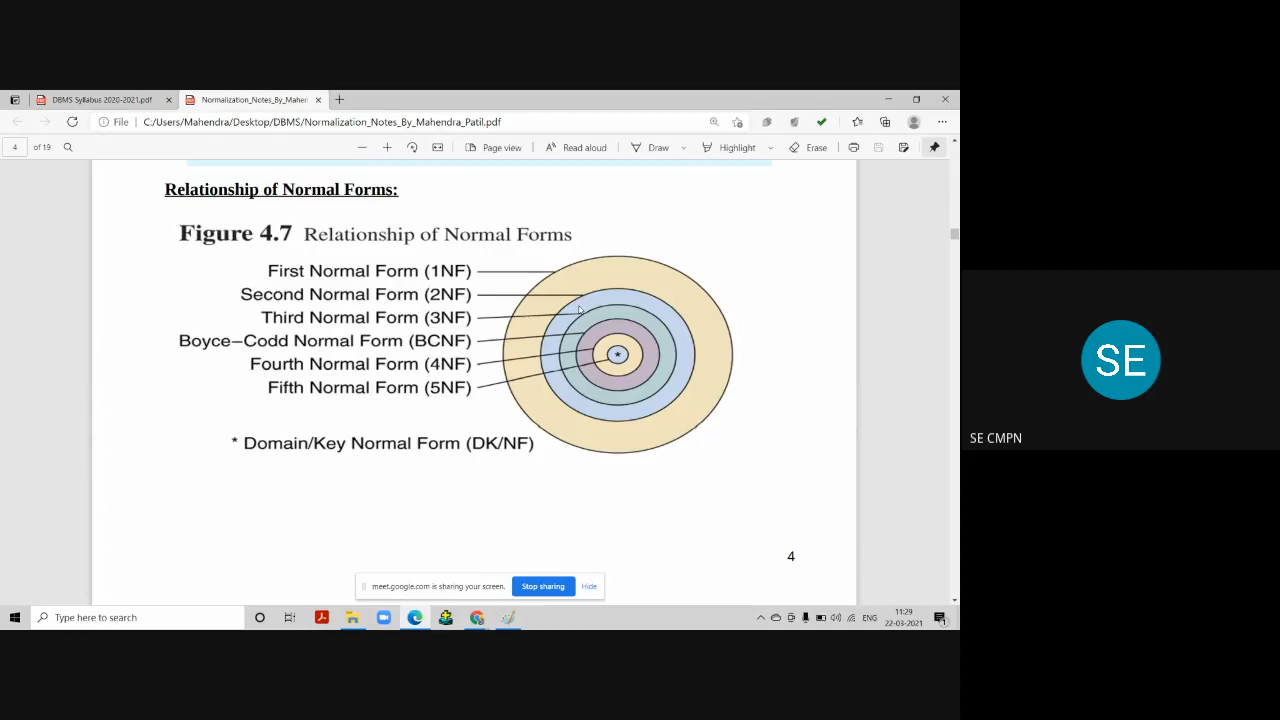 DBMS Syllabus 2020-2021.pdf
Normalization_Notes_By_Mahen
File C:/Users/Mahendra/Desktop/DBMS/Normalization_Notes_By_Mahendra_Patil.pdf
4 of 19 Page view Read aloud Draw Highlight Erase
Relationship of Normal Forms:
Figure 4.7 Relationship of Normal Forms
First Normal Form (1NF)
Second Normal Form (2NF)
Third Normal Form (3NF)
Boyce–Codd Normal Form (BCNF)
Fourth Normal Form (4NF)
Fifth Normal Form (5NF)
* Domain/Key Normal Form (DK/NF)
4
meet.google.com is sharing your screen. Stop sharing Hide
Type here to search
ENG
11:29
22-03-2021
SE
SE CMPN